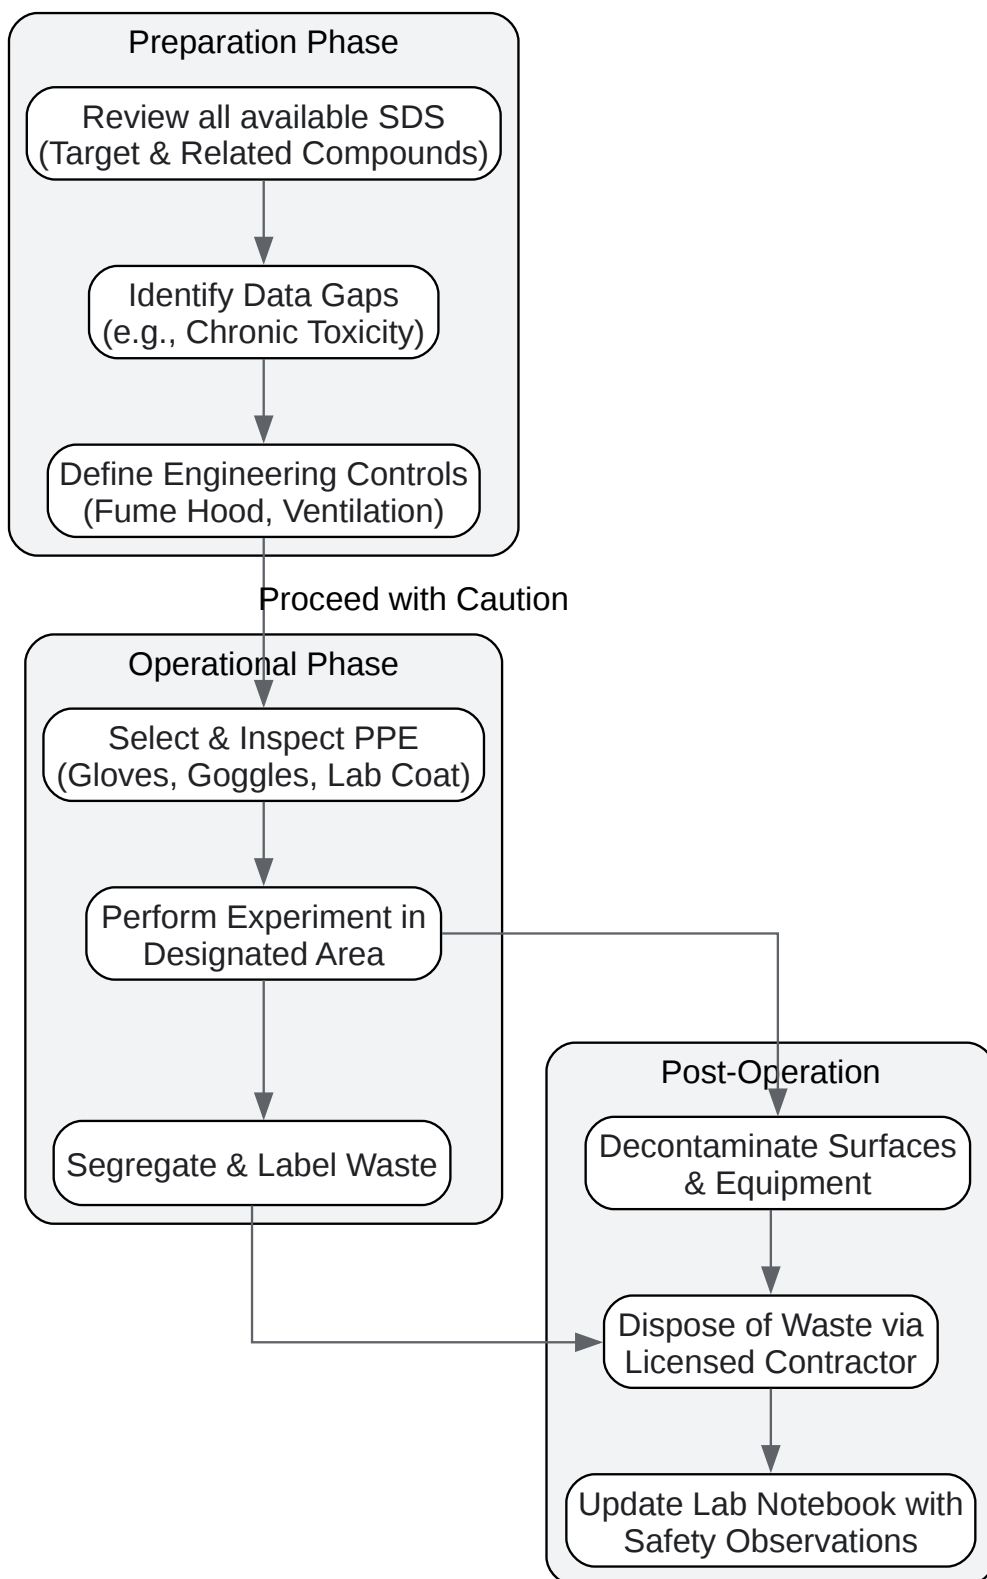 Preparation Phase
Review all available SDS
(Target & Related Compounds)
Identify Data Gaps
(e.g., Chronic Toxicity)
Define Engineering Controls
(Fume Hood, Ventilation)
Proceed with Caution
Operational Phase
Select & Inspect PPE
(Gloves, Goggles, Lab Coat)
Perform Experiment in
Designated Area
Segregate & Label Waste
Post-Operation
Decontaminate Surfaces
& Equipment
Dispose of Waste via
Licensed Contractor
Update Lab Notebook with
Safety Observations